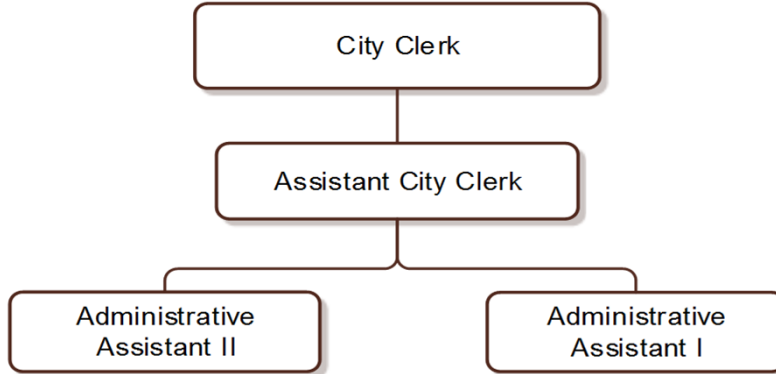 City Clerk
Assistant City Clerk
Administrative
Assistant II
Administrative
Assistant I